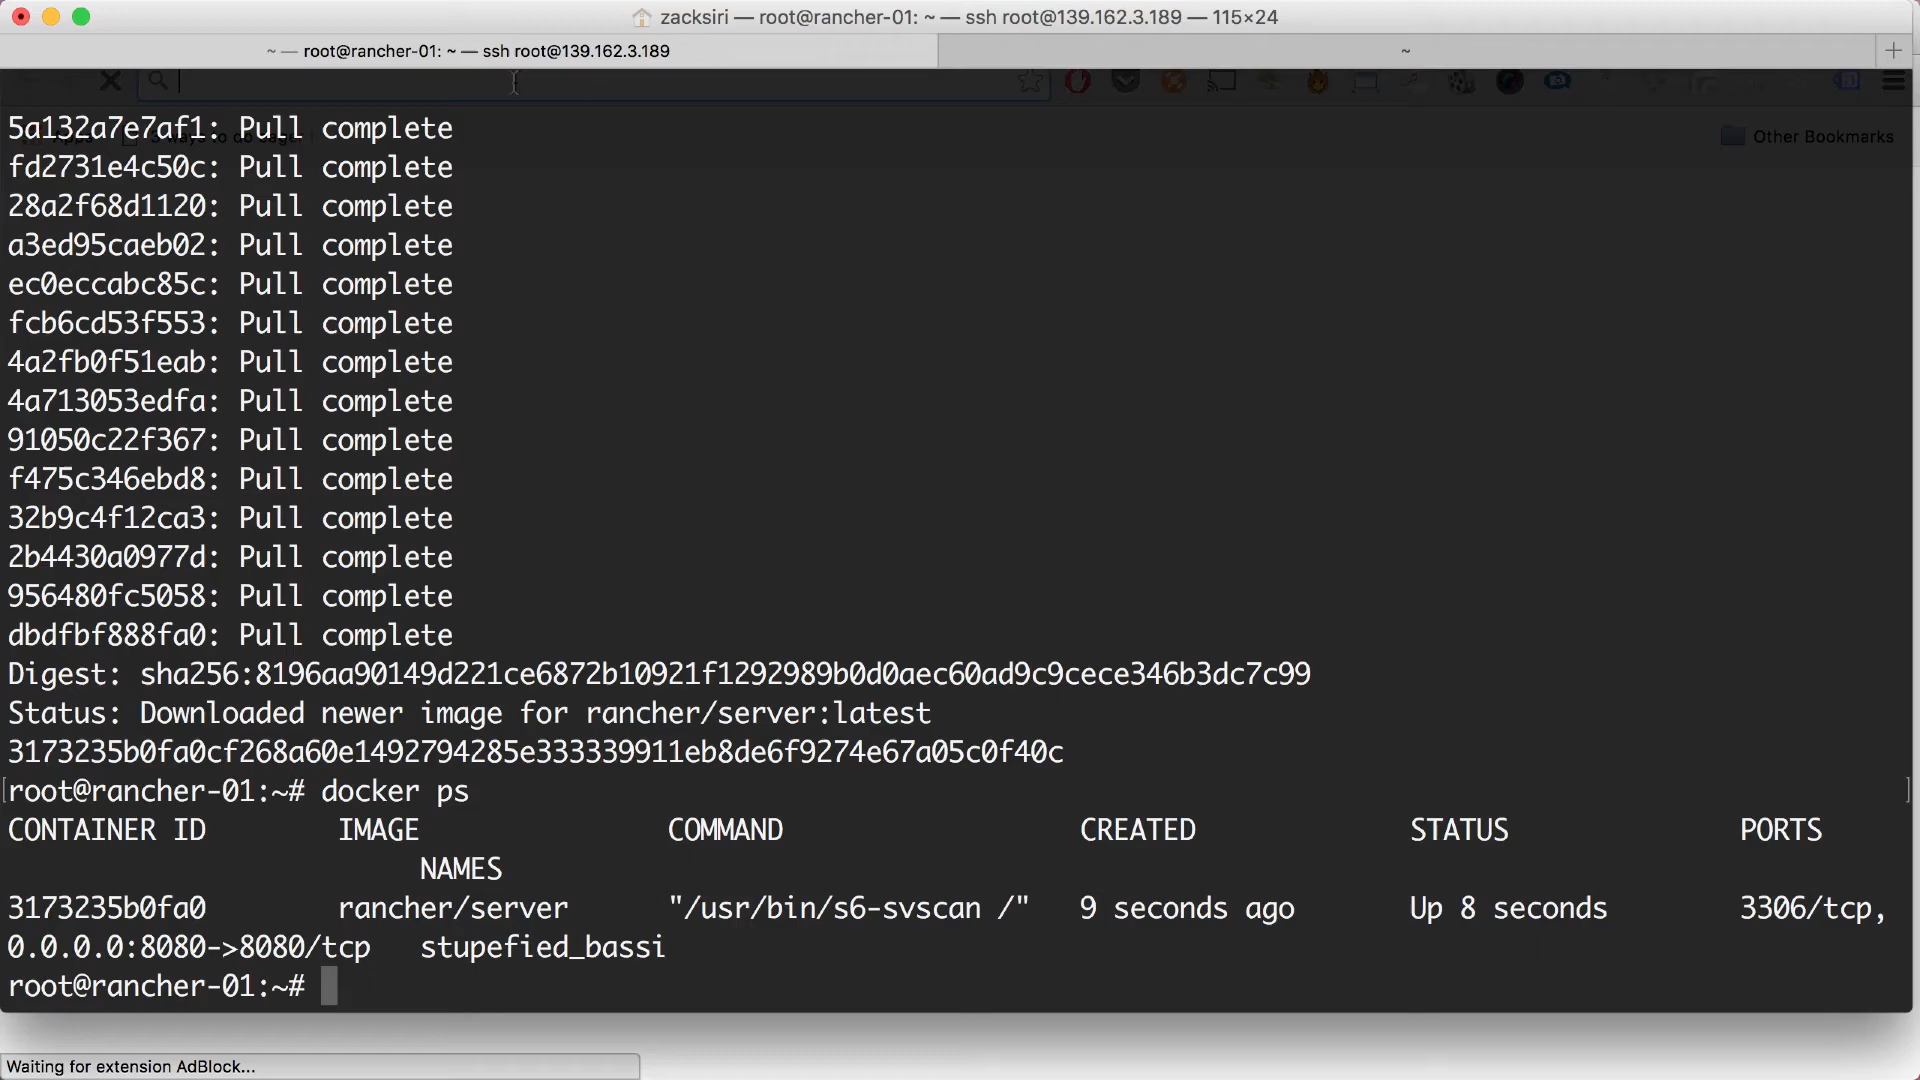 zacksiri — root@rancher-01: ~ — ssh root@139.162.3.189 — 115×24
~ — root@rancher-01: ~ — ssh root@139.162.3.189
~
Other Bookmarks
5a132a7e7af1: Pull complete
fd2731e4c50c: Pull complete
28a2f68d1120: Pull complete
a3ed95caeb02: Pull complete
ec0eccabc85c: Pull complete
fcb6cd53f553: Pull complete
4a2fb0f51eab: Pull complete
4a713053edfa: Pull complete
91050c22f367: Pull complete
f475c346ebd8: Pull complete
32b9c4f12ca3: Pull complete
2b4430a0977d: Pull complete
956480fc5058: Pull complete
dbdfbf888fa0: Pull complete
Digest: sha256:8196aa90149d221ce6872b10921f1292989b0d0aec60ad9c9cece346b3dc7c99
Status: Downloaded newer image for rancher/server:latest
3173235b0fa0cf268a60e1492794285e333339911eb8de6f9274e67a05c0f40c
[root@rancher-01:~# docker ps ]
CONTAINER ID IMAGE COMMAND CREATED STATUS PORTS
NAMES
3173235b0fa0 rancher/server "/usr/bin/s6-svscan /" 9 seconds ago Up 8 seconds 3306/tcp,
0.0.0.0:8080->8080/tcp stupefied_bassi
root@rancher-01:~#
Waiting for extension AdBlock...